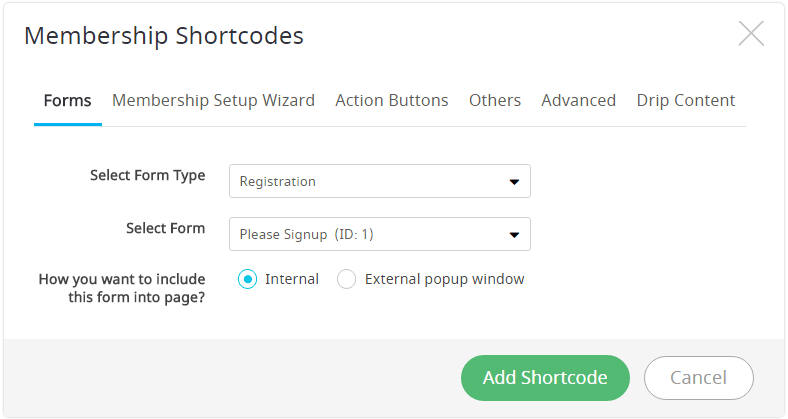 Membership Shortcodes
Forms Membership Setup Wizard Action Buttons Others Advanced Drip Content
Select Form Type Registration
Select Form Please Signup (ID: 1)
How you want to include
this form into page?
Internal External popup window
Add Shortcode Cancel